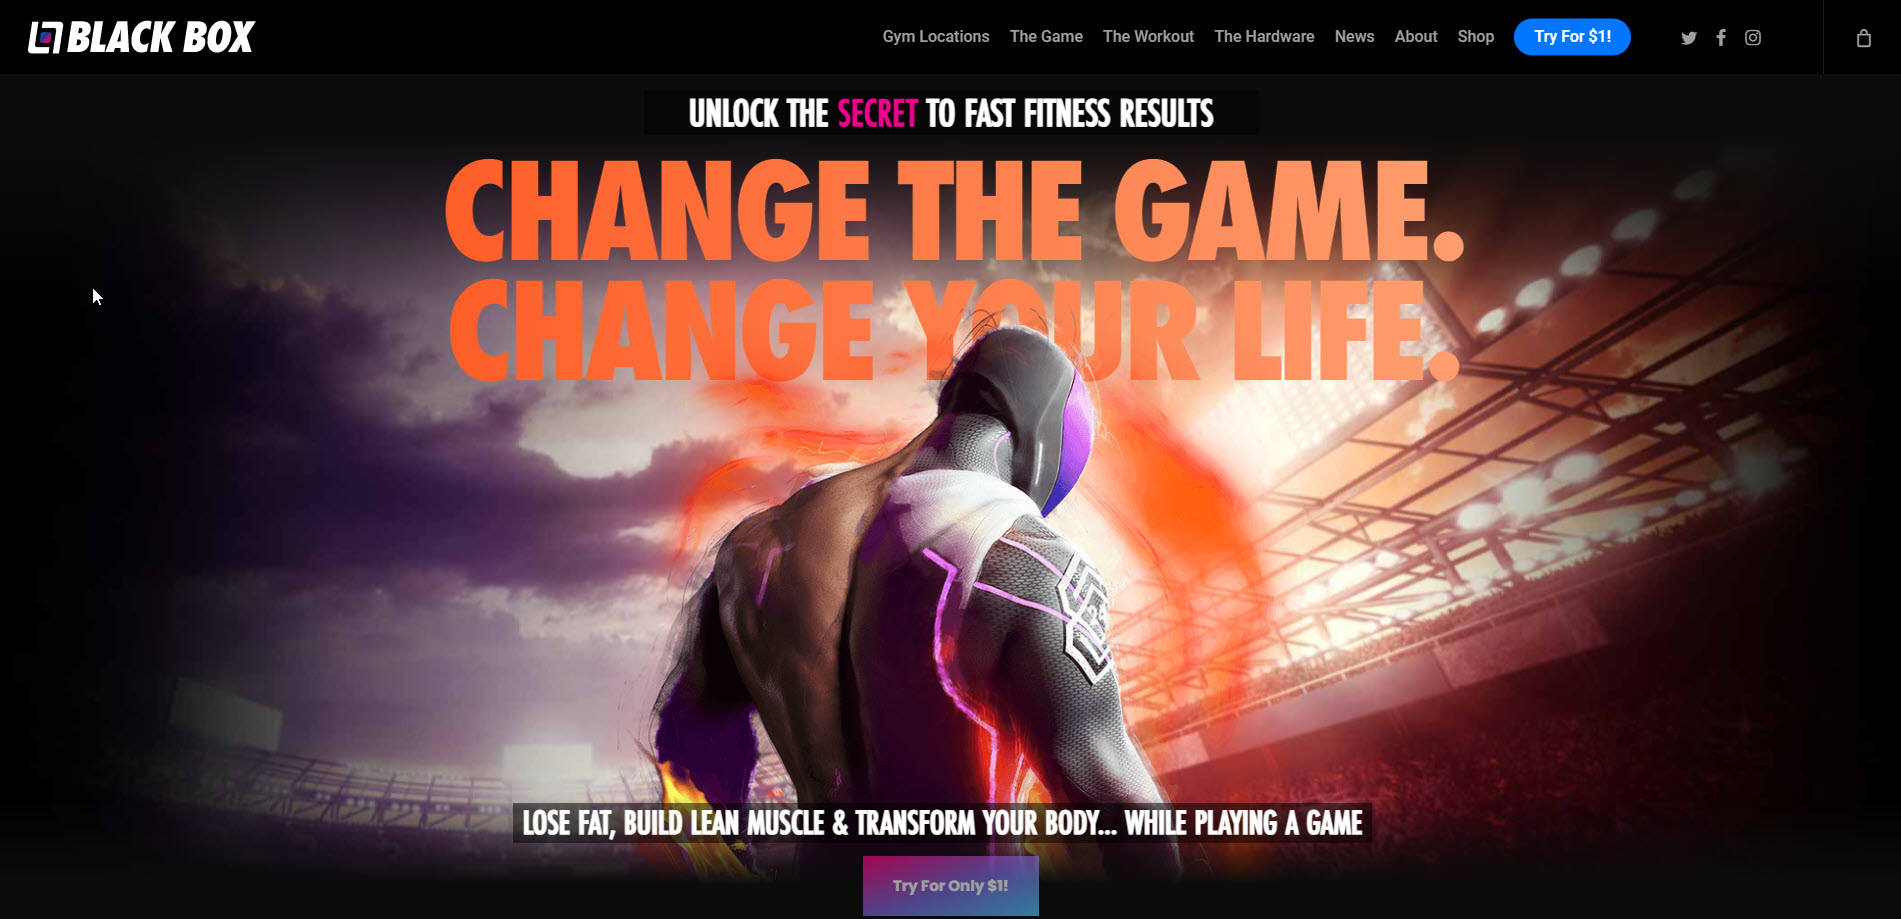 BLACK BOX
Gym Locations The Game The Workout The Hardware News About Shop Try For $1!
UNLOCK THE SECRET TO FAST FITNESS RESULTS
CHANGE THE GAME.
CHANGE YOUR LIFE.
LOSE FAT, BUILD LEAN MUSCLE & TRANSFORM YOUR BODY... WHILE PLAYING A GAME
Try For Only $1!